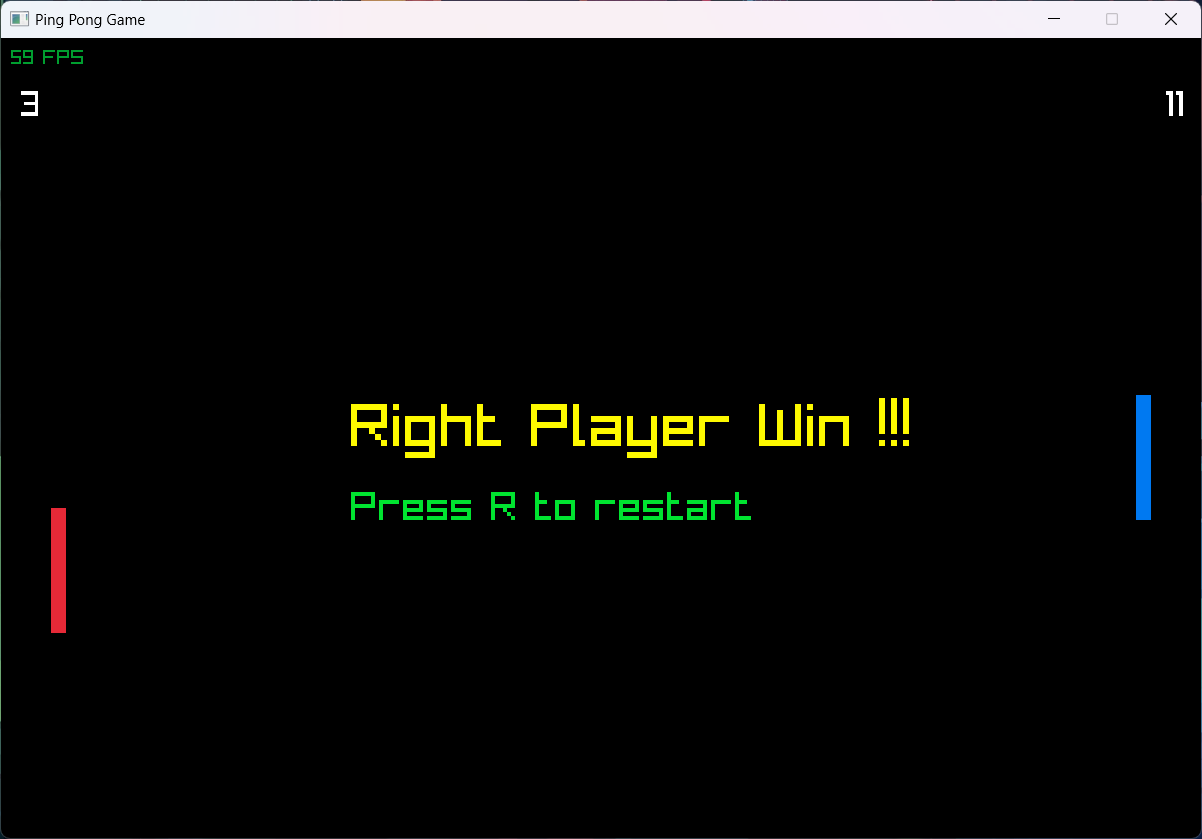 Ping Pong Game
59 FPS
3
11
Right Player Win !!!
Press R to restart